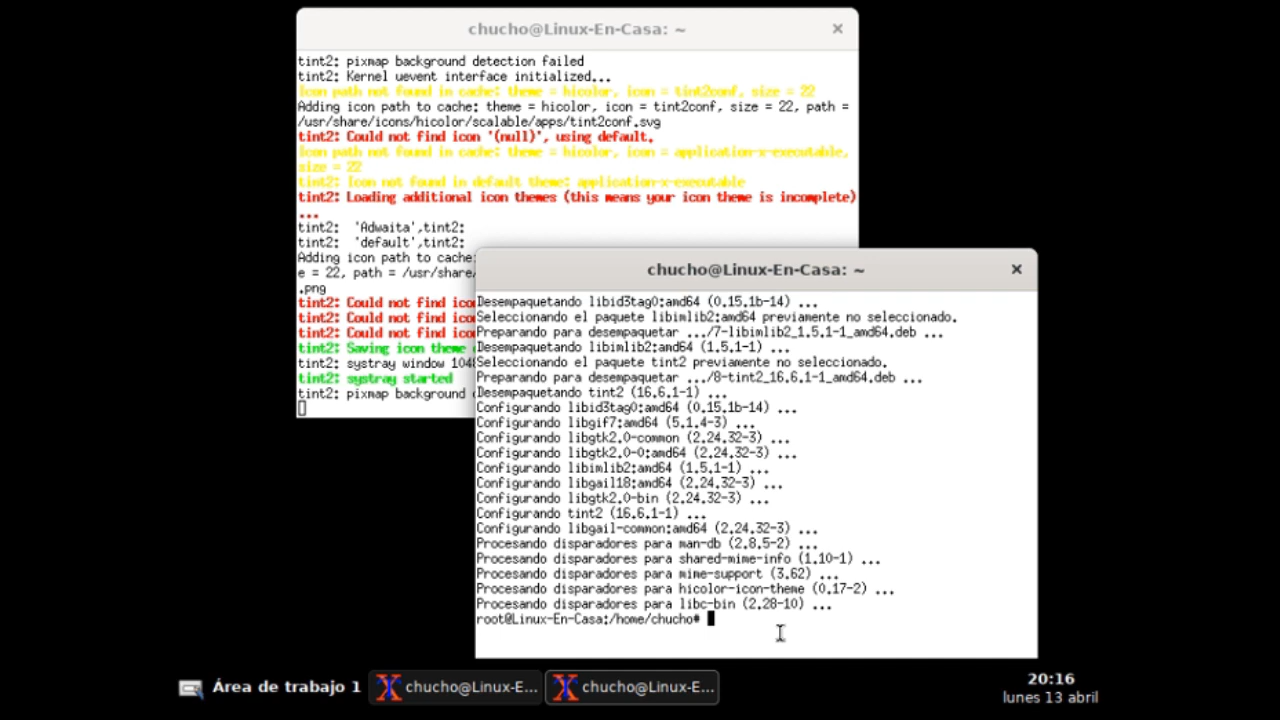 chucho@Linux-En-Casa: ~
tint2: pixmap background detection failed
tint2: Kernel uevent interface initialized...
Icon path not found in cache: theme = hicolor, icon = tint2conf, size = 22
Adding icon path to cache: theme = hicolor, icon = tint2conf, size = 22, path =
/usr/share/icons/hicolor/scalable/apps/tint2conf.svg
tint2: Could not find icon '(null)', using default.
Icon path not found in cache: theme = hicolor, icon = application-x-executable,
size = 22
tint2: Icon not found in default theme: application-x-executable
tint2: Loading additional icon themes (this means your icon theme is incomplete)
...
tint2:  'Adwaita',tint2:
tint2:  'default',tint2:
Adding icon path to cache:
e = 22, path = /usr/share/
.png
tint2: Could not find ico
tint2: Could not find ico
tint2: Could not find ico
tint2: Saving icon theme
tint2: systray window 1048
tint2: systray started
tint2: pixmap background
chucho@Linux-En-Casa: ~
Desempaquetando libid3tag0:amd64 (0.15.1b-14) ...
Seleccionando el paquete libimlib2:amd64 previamente no seleccionado.
Preparando para desempaquetar .../7-libimlib2_1.5.1-1_amd64.deb ...
Desempaquetando libimlib2:amd64 (1.5.1-1) ...
Seleccionando el paquete tint2 previamente no seleccionado.
Preparando para desempaquetar .../8-tint2_16.6.1-1_amd64.deb ...
Desempaquetando tint2 (16.6.1-1) ...
Configurando libid3tag0:amd64 (0.15.1b-14) ...
Configurando libgif7:amd64 (5.1.4-3) ...
Configurando libgtk2.0-common (2.24.32-3) ...
Configurando libgtk2.0-0:amd64 (2.24.32-3) ...
Configurando libimlib2:amd64 (1.5.1-1) ...
Configurando libgail18:amd64 (2.24.32-3) ...
Configurando libgtk2.0-bin (2.24.32-3) ...
Configurando tint2 (16.6.1-1) ...
Configurando libgail-common:amd64 (2.24.32-3) ...
Procesando disparadores para man-db (2.8.5-2) ...
Procesando disparadores para shared-mime-info (1.10-1) ...
Procesando disparadores para mime-support (3.62) ...
Procesando disparadores para hicolor-icon-theme (0.17-2) ...
Procesando disparadores para libc-bin (2.28-10) ...
root@Linux-En-Casa:/home/chucho#
Área de trabajo 1
chucho@Linux-E...
chucho@Linux-E...
20:16
lunes 13 abril